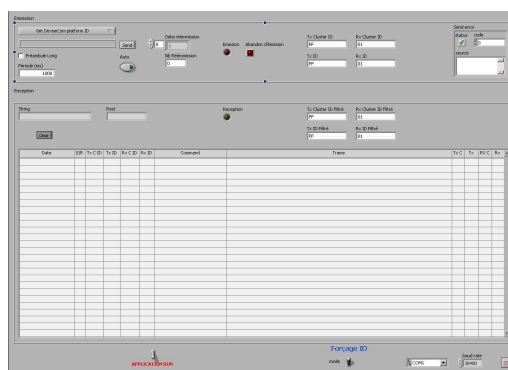 Emission
Get DeviceCom platform ID
Send
Préambule Long
Période (ms)
1000
Auto
Délai réémission
0
Nb Réémission
0
Emission
Abandon d'émission
Tx Cluster ID
FF
Rx Cluster ID
01
Tx ID
FF
Rx ID
01
Send error
status
code
0
source
Reception
String
Rest
Clear
Reception
Tx Cluster ID Filtré
FF
Rx Cluster ID Filtré
01
Tx ID Filtré
FF
Rx ID Filtré
01
Date E/R Tx C ID Tx ID Rx C ID Rx ID Command Trame Tx C Tx RX C Rx
APPLICATION RUN
Forçage ID
mode
COM1
baud rate
38400